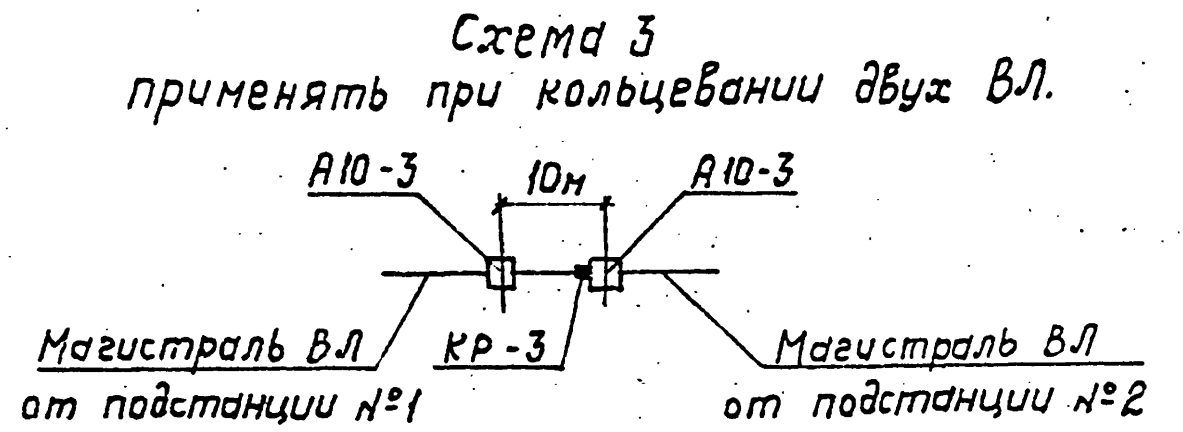 Схема 3
применять при кольцевании двух ВЛ.
А10-3
10м
А10-3
Магистраль ВЛ
от подстанции №1
КР-3
Магистраль ВЛ
от подстанции №2